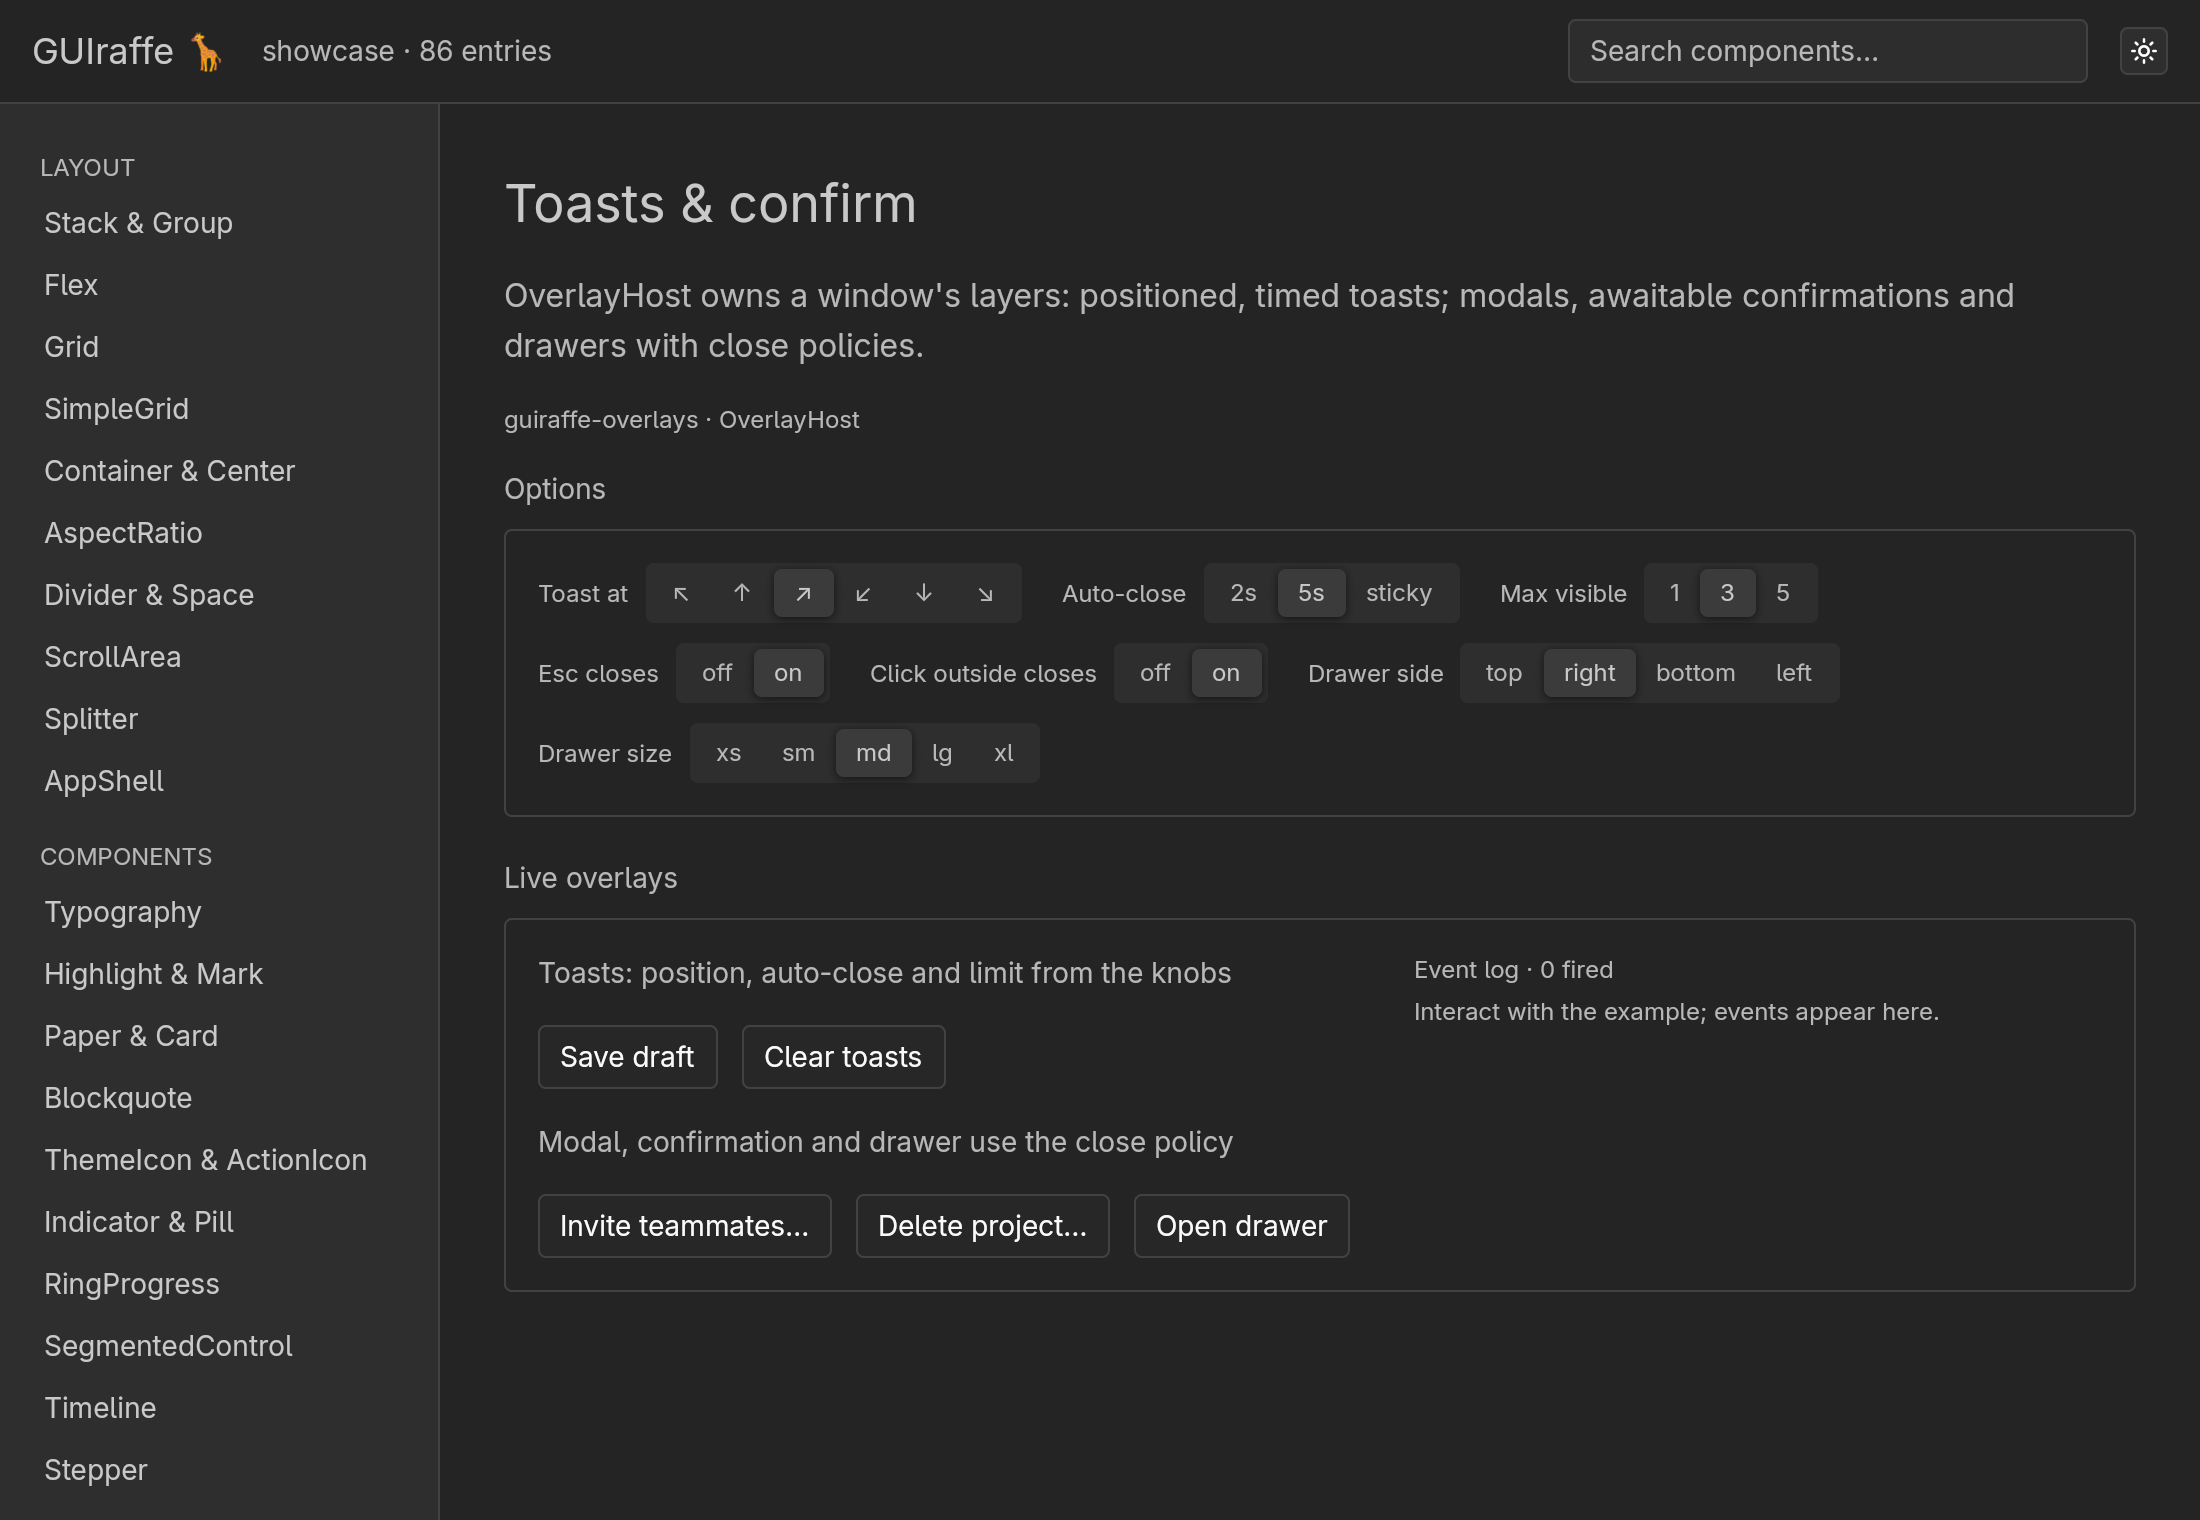 GUIraffe 🦒 showcase · 86 entries
Search components...
LAYOUT
Stack & Group
Flex
Grid
SimpleGrid
Container & Center
AspectRatio
Divider & Space
ScrollArea
Splitter
AppShell
COMPONENTS
Typography
Highlight & Mark
Paper & Card
Blockquote
ThemeIcon & ActionIcon
Indicator & Pill
RingProgress
SegmentedControl
Timeline
Stepper
Toasts & confirm
OverlayHost owns a window's layers: positioned, timed toasts; modals, awaitable confirmations and
drawers with close policies.
guiraffe-overlays · OverlayHost
Options
Toast at ↖ ↑ ↗ ↙ ↓ ↘ Auto-close 2s 5s sticky Max visible 1 3 5
Esc closes off on Click outside closes off on Drawer side top right bottom left
Drawer size xs sm md lg xl
Live overlays
Toasts: position, auto-close and limit from the knobs
Save draft Clear toasts
Modal, confirmation and drawer use the close policy
Invite teammates... Delete project... Open drawer
Event log · 0 fired
Interact with the example; events appear here.